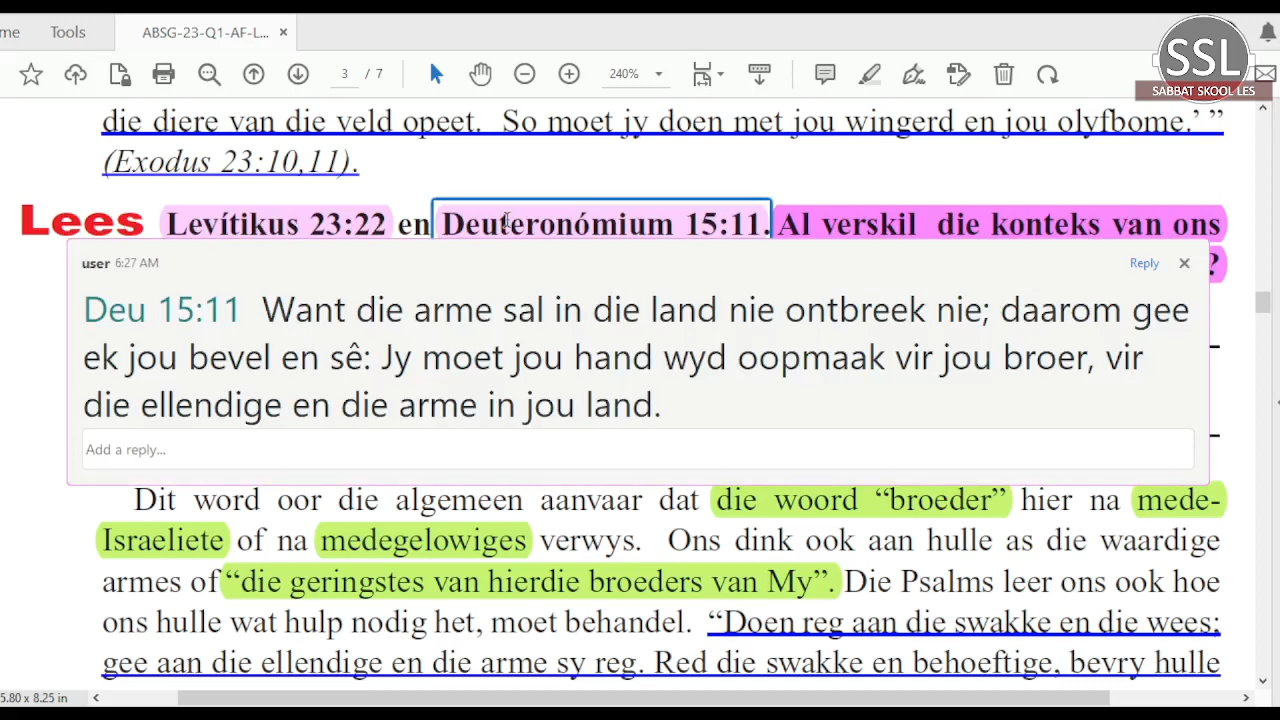 me
Tools
ABSG-23-Q1-AF-L... ×
3 / 7
240%
SSL
SABBAT SKOOL LES
die diere van die veld opeet. So moet jy doen met jou wingerd en jou olyfbome.’ ”
(Exodus 23:10,11).
Lees Levítikus 23:22 en Deuteronómium 15:11. Al verskil die konteks van ons
?
user 6:27 AM
Reply ×
Deu 15:11 Want die arme sal in die land nie ontbreek nie; daarom gee
ek jou bevel en sê: Jy moet jou hand wyd oopmaak vir jou broer, vir
die ellendige en die arme in jou land.
Add a reply...
Dit word oor die algemeen aanvaar dat die woord “broeder” hier na mede-
Israeliete of na medegelowiges verwys. Ons dink ook aan hulle as die waardige
armes of “die geringstes van hierdie broeders van My”. Die Psalms leer ons ook hoe
ons hulle wat hulp nodig het, moet behandel. “Doen reg aan die swakke en die wees;
gee aan die ellendige en die arme sy reg. Red die swakke en behoeftige, bevry hulle
5.80 x 8.25 in